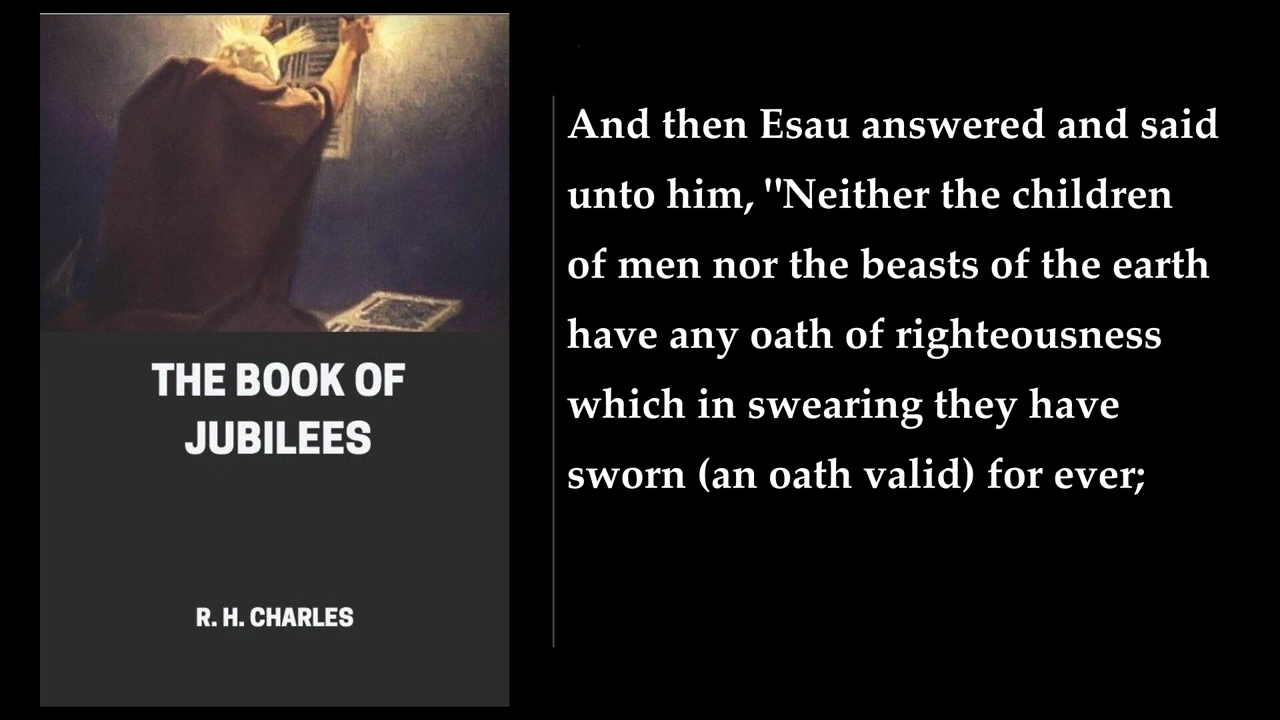 THE BOOK OF
JUBILEES
R. H. CHARLES
And then Esau answered and said
unto him, "Neither the children
of men nor the beasts of the earth
have any oath of righteousness
which in swearing they have
sworn (an oath valid) for ever;